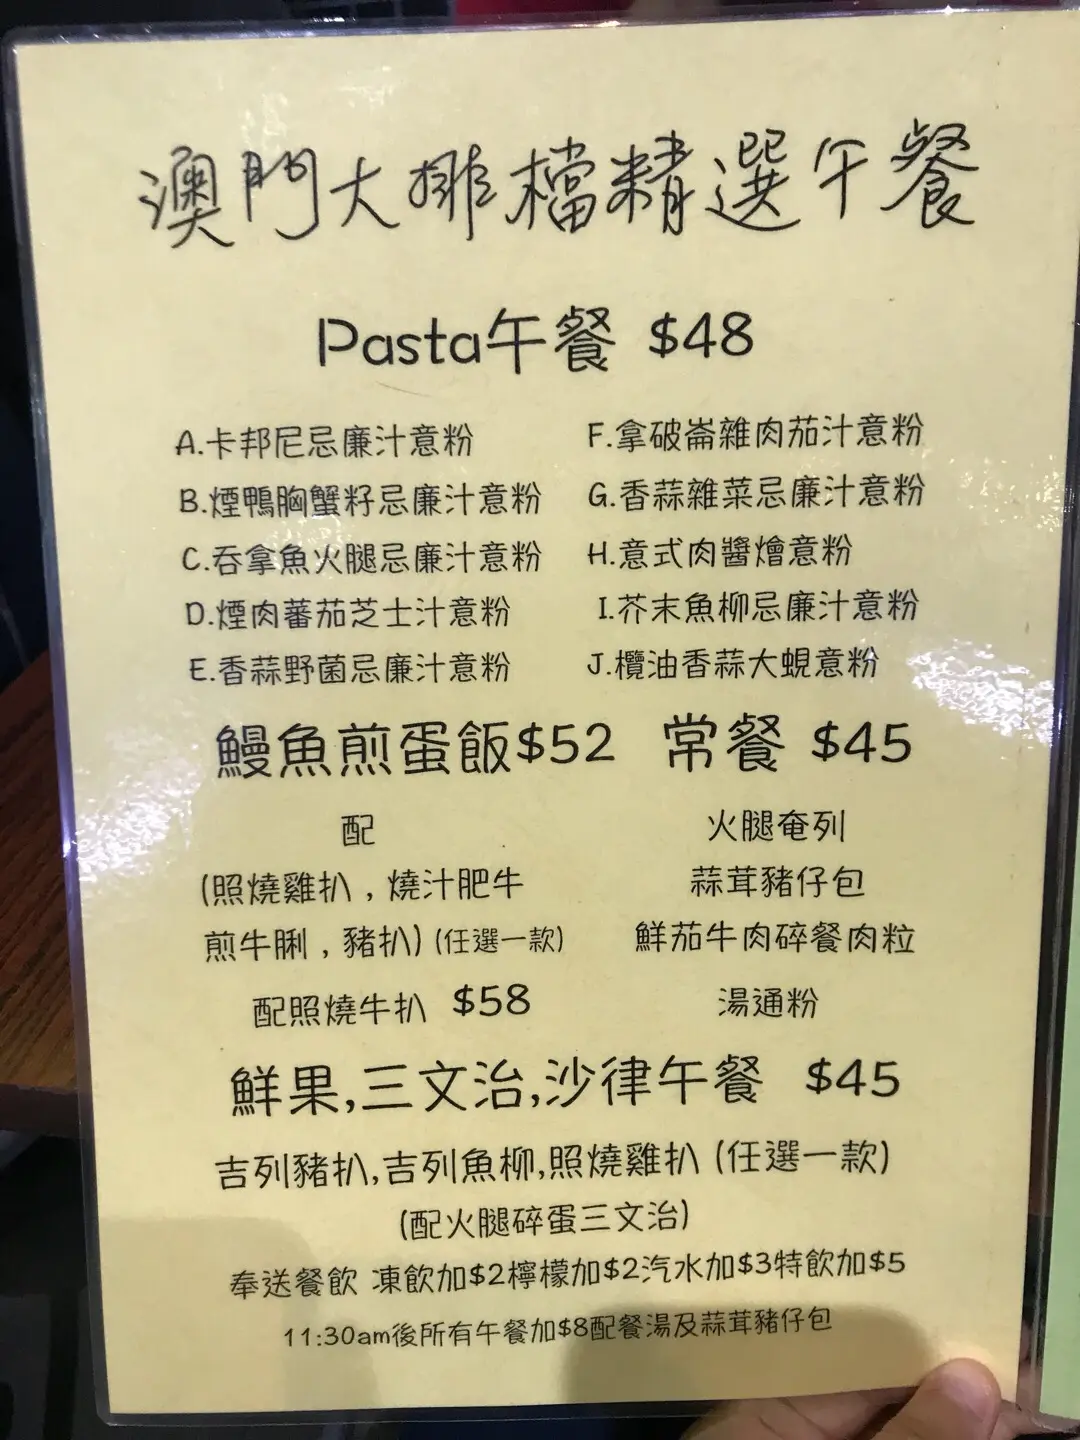 澳門大排檔精選午餐
Pasta午餐 $48
A.卡邦尼忌廉汁意粉
B.煙鴨胸蟹籽忌廉汁意粉
C.吞拿魚火腿忌廉汁意粉
D.煙肉蕃茄芝士汁意粉
E.香蒜野菌忌廉汁意粉
F.拿破崙雜肉茄汁意粉
G.香蒜雜菜忌廉汁意粉
H.意式肉醬燴意粉
I.芥末魚柳忌廉汁意粉
J.欖油香蒜大蜆意粉
鰻魚煎蛋飯$52
配
(照燒雞扒，燒汁肥牛
煎牛脷，豬扒) (任選一款)
配照燒牛扒 $58
常餐 $45
火腿奄列
蒜茸豬仔包
鮮茄牛肉碎餐肉粒
湯通粉
鮮果,三文治,沙律午餐 $45
吉列豬扒,吉列魚柳,照燒雞扒 (任選一款)
(配火腿碎蛋三文治)
奉送餐飲 凍飲加$2檸檬加$2汽水加$3特飲加$5
11:30am後所有午餐加$8配餐湯及蒜茸豬仔包